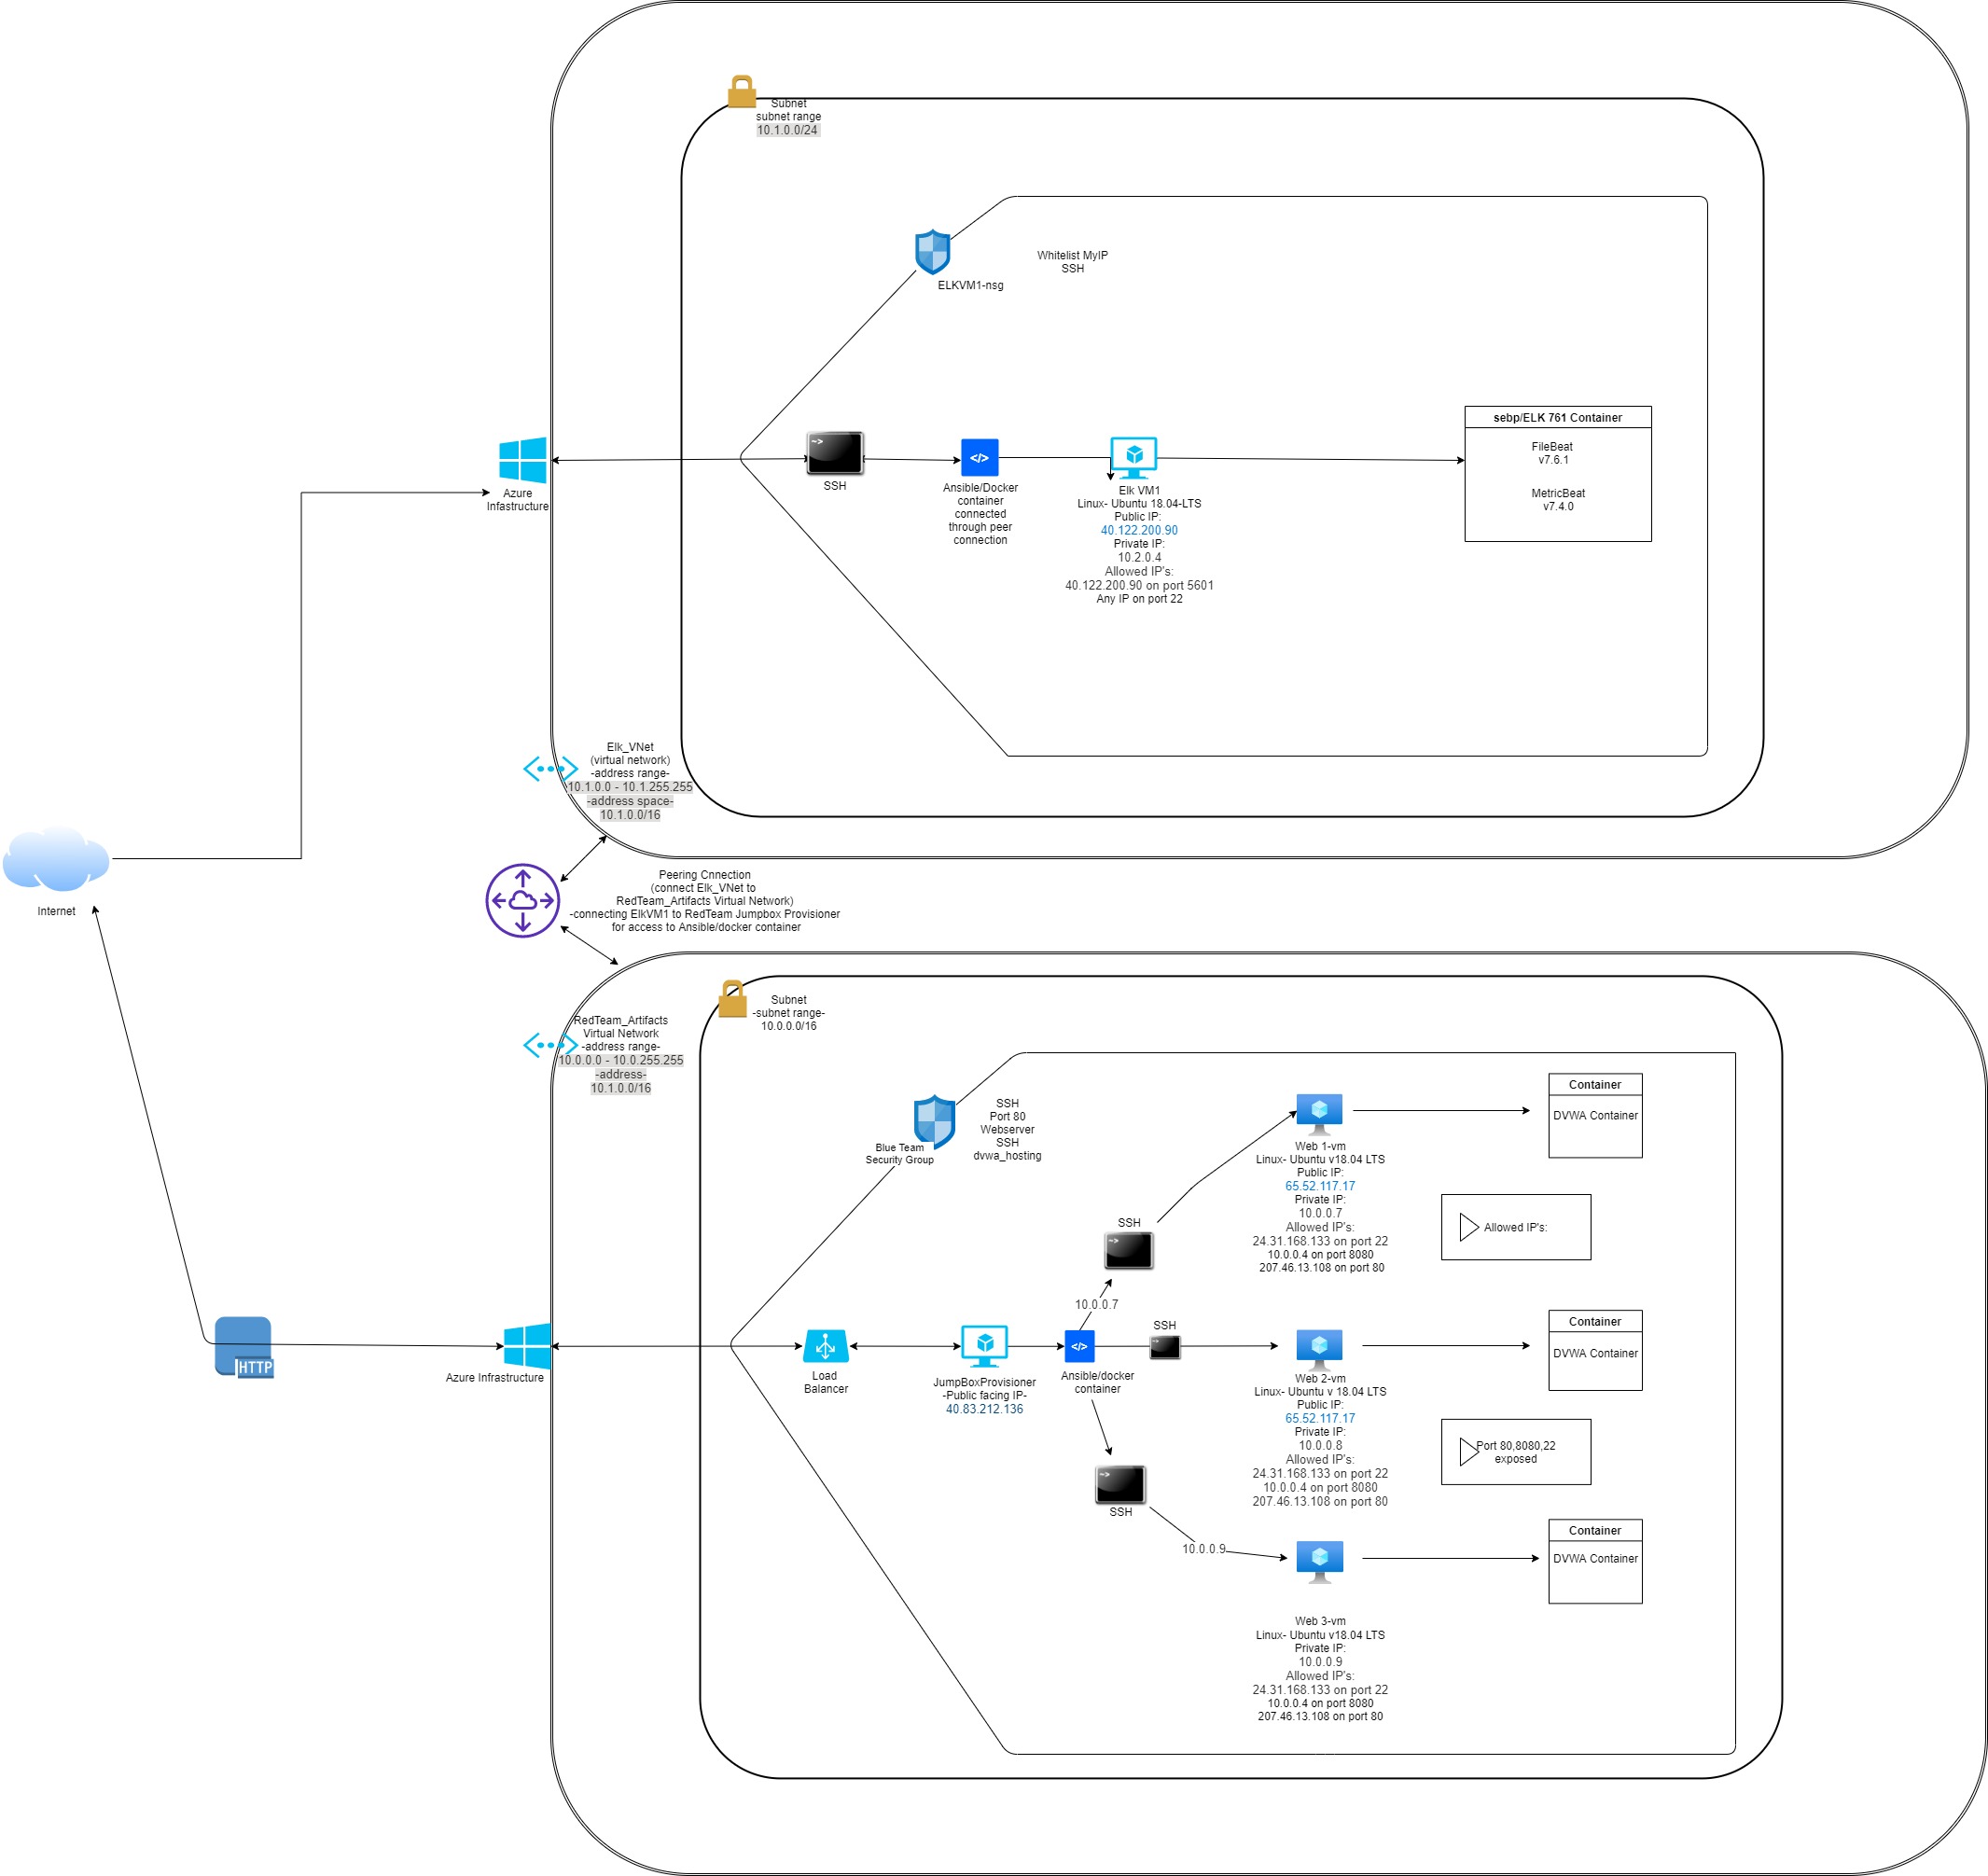 Subnet
subnet range
10.1.0.0/24
Whitelist MyIP
SSH
ELKVM1-nsg
>_
SSH
</>
Ansible/Docker
container
connected
through peer
connection
Elk VM1
Linux- Ubuntu 18.04-LTS
Public IP:
40.122.200.90
Private IP:
10.2.0.4
Allowed IP's:
40.122.200.90 on port 5601
Any IP on port 22
sebp/ELK 761 Container
FileBeat
v7.6.1
MetricBeat
v7.4.0
Azure
Infastructure
Elk_VNet
(virtual network)
-address range-
10.1.0.0 - 10.1.255.255
-address space-
10.1.0.0/16
Internet
Peering Cnnection
(connect Elk_VNet to
RedTeam_Artifacts Virtual Network)
-connecting ElkVM1 to RedTeam Jumpbox Provisioner
for access to Ansible/docker container
RedTeam_Artifacts
Virtual Network
-address range-
10.0.0.0 - 10.0.255.255
-address-
10.1.0.0/16
Subnet
-subnet range-
10.0.0.0/16
Blue Team
Security Group
SSH
Port 80
Webserver
SSH
dvwa_hosting
HTTP
Azure Infrastructure
Load
Balancer
JumpBoxProvisioner
-Public facing IP-
40.83.212.136
</>
Ansible/docker
container
SSH
>_
10.0.0.7
SSH
>_
>_
SSH
10.0.0.9
Web 1-vm
Linux- Ubuntu v18.04 LTS
Public IP:
65.52.117.17
Private IP:
10.0.0.7
Allowed IP's:
24.31.168.133 on port 22
10.0.0.4 on port 8080
207.46.13.108 on port 80
Container
DVWA Container
Allowed IP's:
Web 2-vm
Linux- Ubuntu v 18.04 LTS
Public IP:
65.52.117.17
Private IP:
10.0.0.8
Allowed IP's:
24.31.168.133 on port 22
10.0.0.4 on port 8080
207.46.13.108 on port 80
Container
DVWA Container
Port 80,8080,22
exposed
Web 3-vm
Linux- Ubuntu v18.04 LTS
Private IP:
10.0.0.9
Allowed IP's:
24.31.168.133 on port 22
10.0.0.4 on port 8080
207.46.13.108 on port 80
Container
DVWA Container